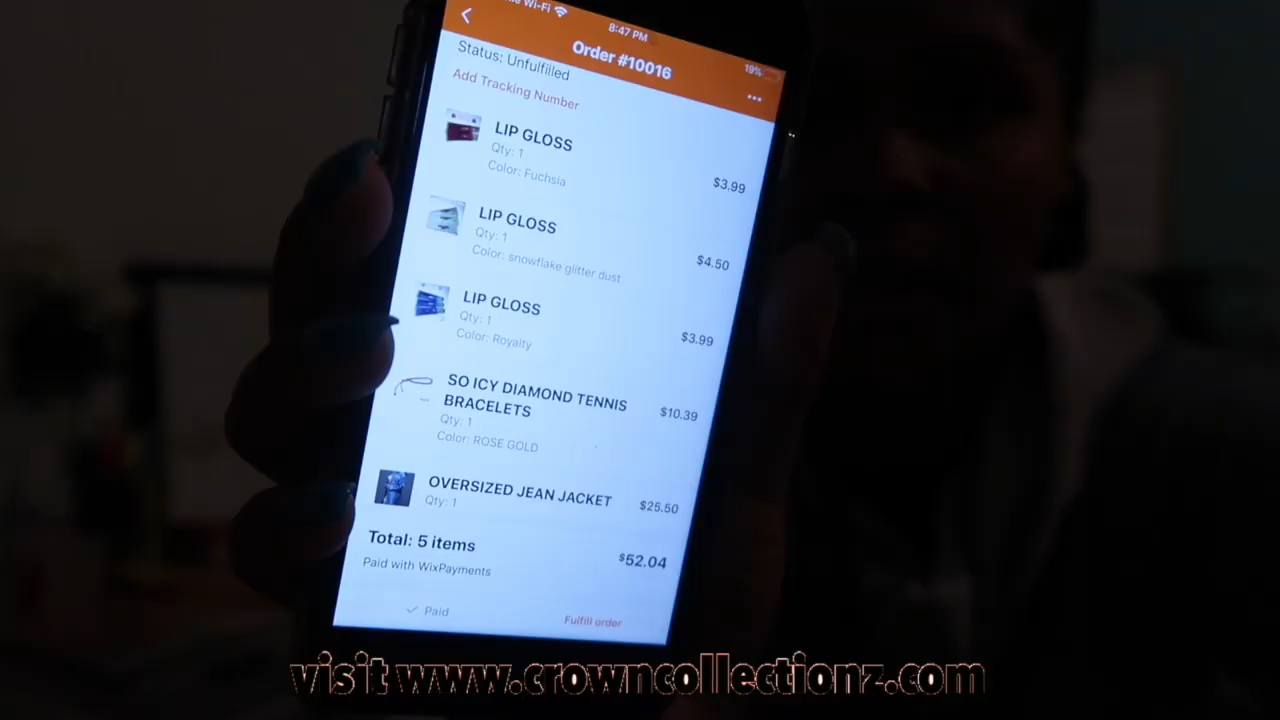 Wi-Fi
8:47 PM
19%
Order #10016
Status: Unfulfilled
Add Tracking Number
LIP GLOSS
Qty: 1
Color: Fuchsia
$3.99
LIP GLOSS
Qty: 1
Color: snowflake glitter dust
$4.50
LIP GLOSS
Qty: 1
Color: Royalty
$3.99
SO ICY DIAMOND TENNIS
BRACELETS
Qty: 1
Color: ROSE GOLD
$10.39
OVERSIZED JEAN JACKET
Qty: 1
$25.50
Total: 5 items
$52.04
Paid with WixPayments
Paid
Fulfill order
visit www.crowncollectionz.com